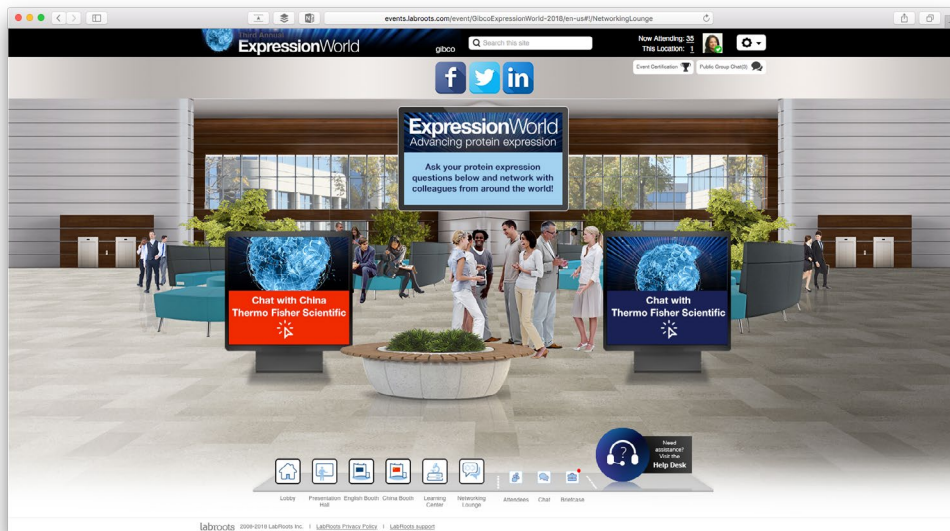 events.labroots.com/event/GibcoExpressionWorld-2018/en-us#!/NetworkingLounge
Third Annual
ExpressionWorld
gibco
Search this site
Now Attending: 35
This Location: 1
Event Certification
Public Group Chat(0)
f
in
ExpressionWorld
Advancing protein expression
Ask your protein expression
questions below and network with
colleagues from around the world!
Chat with China
Thermo Fisher Scientific
Chat with
Thermo Fisher Scientific
Need
assistance?
Visit the
Help Desk
?
Lobby
Presentation
Hall
English Booth
China Booth
Learning
Center
Networking
Lounge
Attendees
Chat
Briefcase
labroots 2008-2018 LabRoots Inc. | LabRoots Privacy Policy | LabRoots support